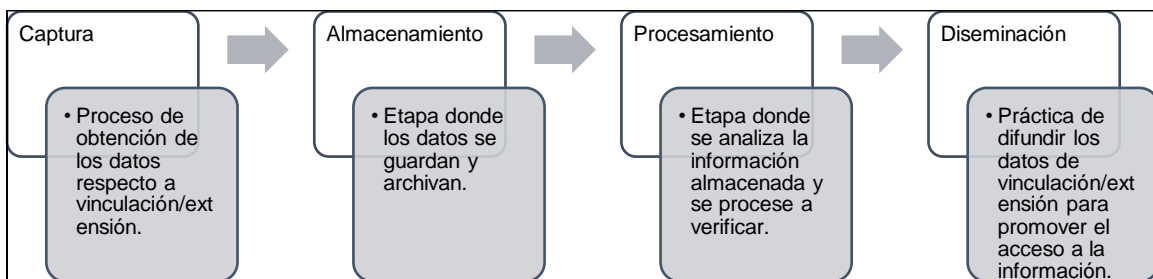 Captura
• Proceso de
obtención de
los datos
respecto a
vinculación/ext
ensión.
Almacenamiento
• Etapa donde
los datos se
guardan y
archivan.
Procesamiento
• Etapa donde
se analiza la
información
almacenada y
se procese a
verificar.
Diseminación
• Práctica de
difundir los
datos de
vinculación/ext
ensión para
promover el
acceso a la
información.